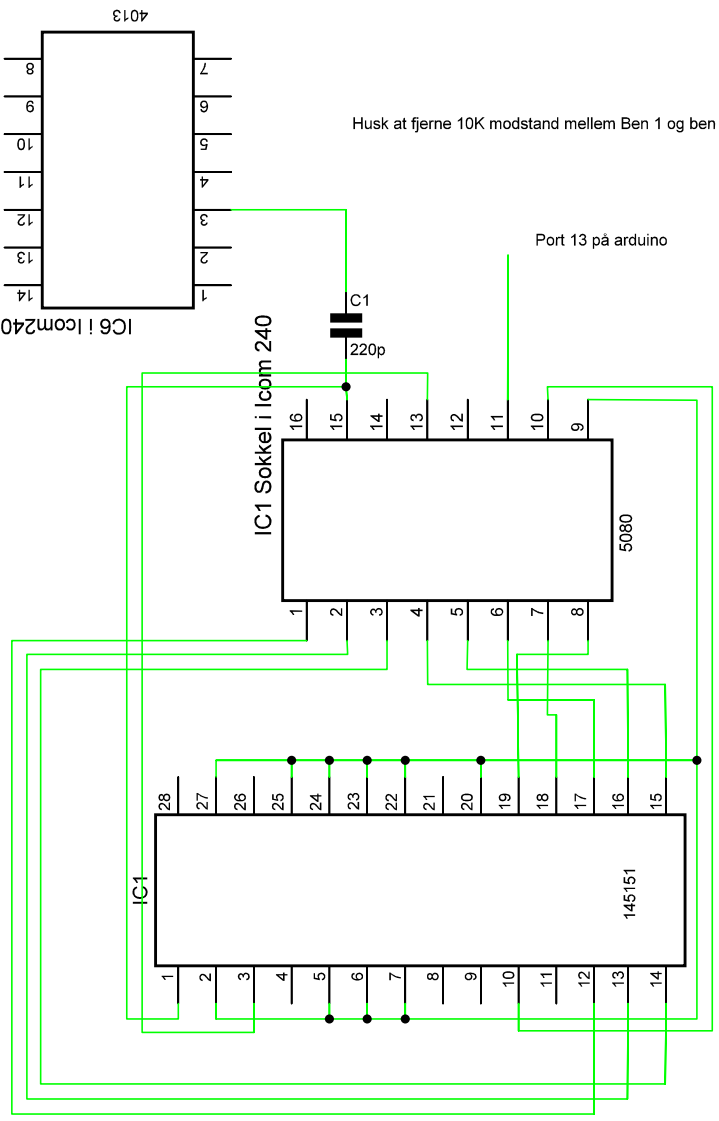 4013
8 7
9 6
10 5
11 4
12 3
13 2
14 1
IC6 i Icom240
Husk at fjerne 10K modstand mellem Ben 1 og ben
Port 13 på arduino
C1
220p
IC1 Sokkel i Icom 240
16 15 14 13 12 11 10 9
5080
1 2 3 4 5 6 7 8
28 27 26 25 24 23 22 21 20 19 18 17 16 15
IC1
145151
1 2 3 4 5 6 7 8 9 10 11 12 13 14